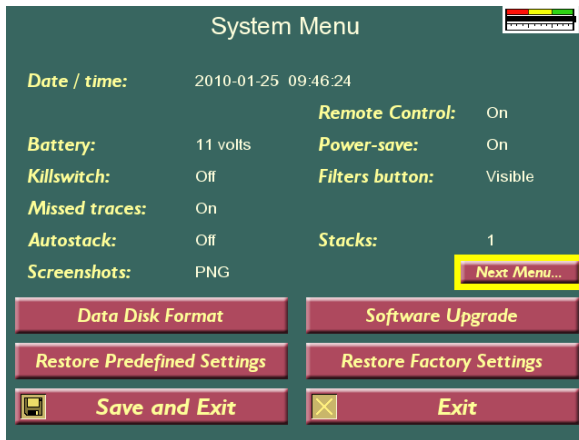 System Menu
Date / time: 2010-01-25 09:46:24
Remote Control: On
Battery: 11 volts Power-save: On
Killswitch: Off Filters button: Visible
Missed traces: On
Autostack: Off Stacks: 1
Screenshots: PNG Next Menu...
Data Disk Format Software Upgrade
Restore Predefined Settings Restore Factory Settings
Save and Exit Exit